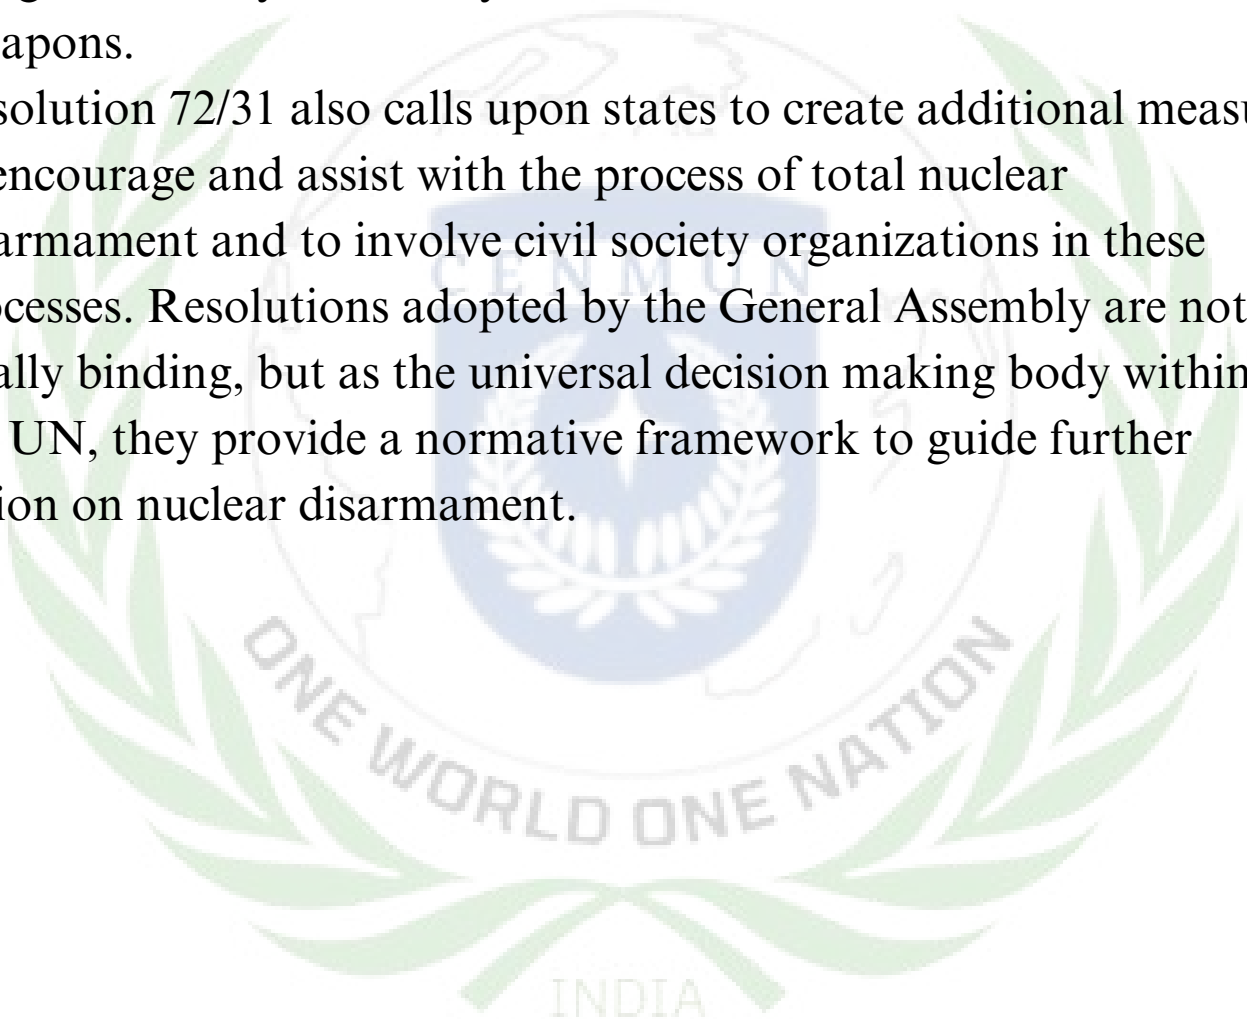 apons.
solution 72/31 also calls upon states to create additional measu
encourage and assist with the process of total nuclear
armament and to involve civil society organizations in these
cesses. Resolutions adopted by the General Assembly are not
ally binding, but as the universal decision making body within
UN, they provide a normative framework to guide further
ion on nuclear disarmament.
CENMUN
ONE WORLD ONE NATION
INDIA